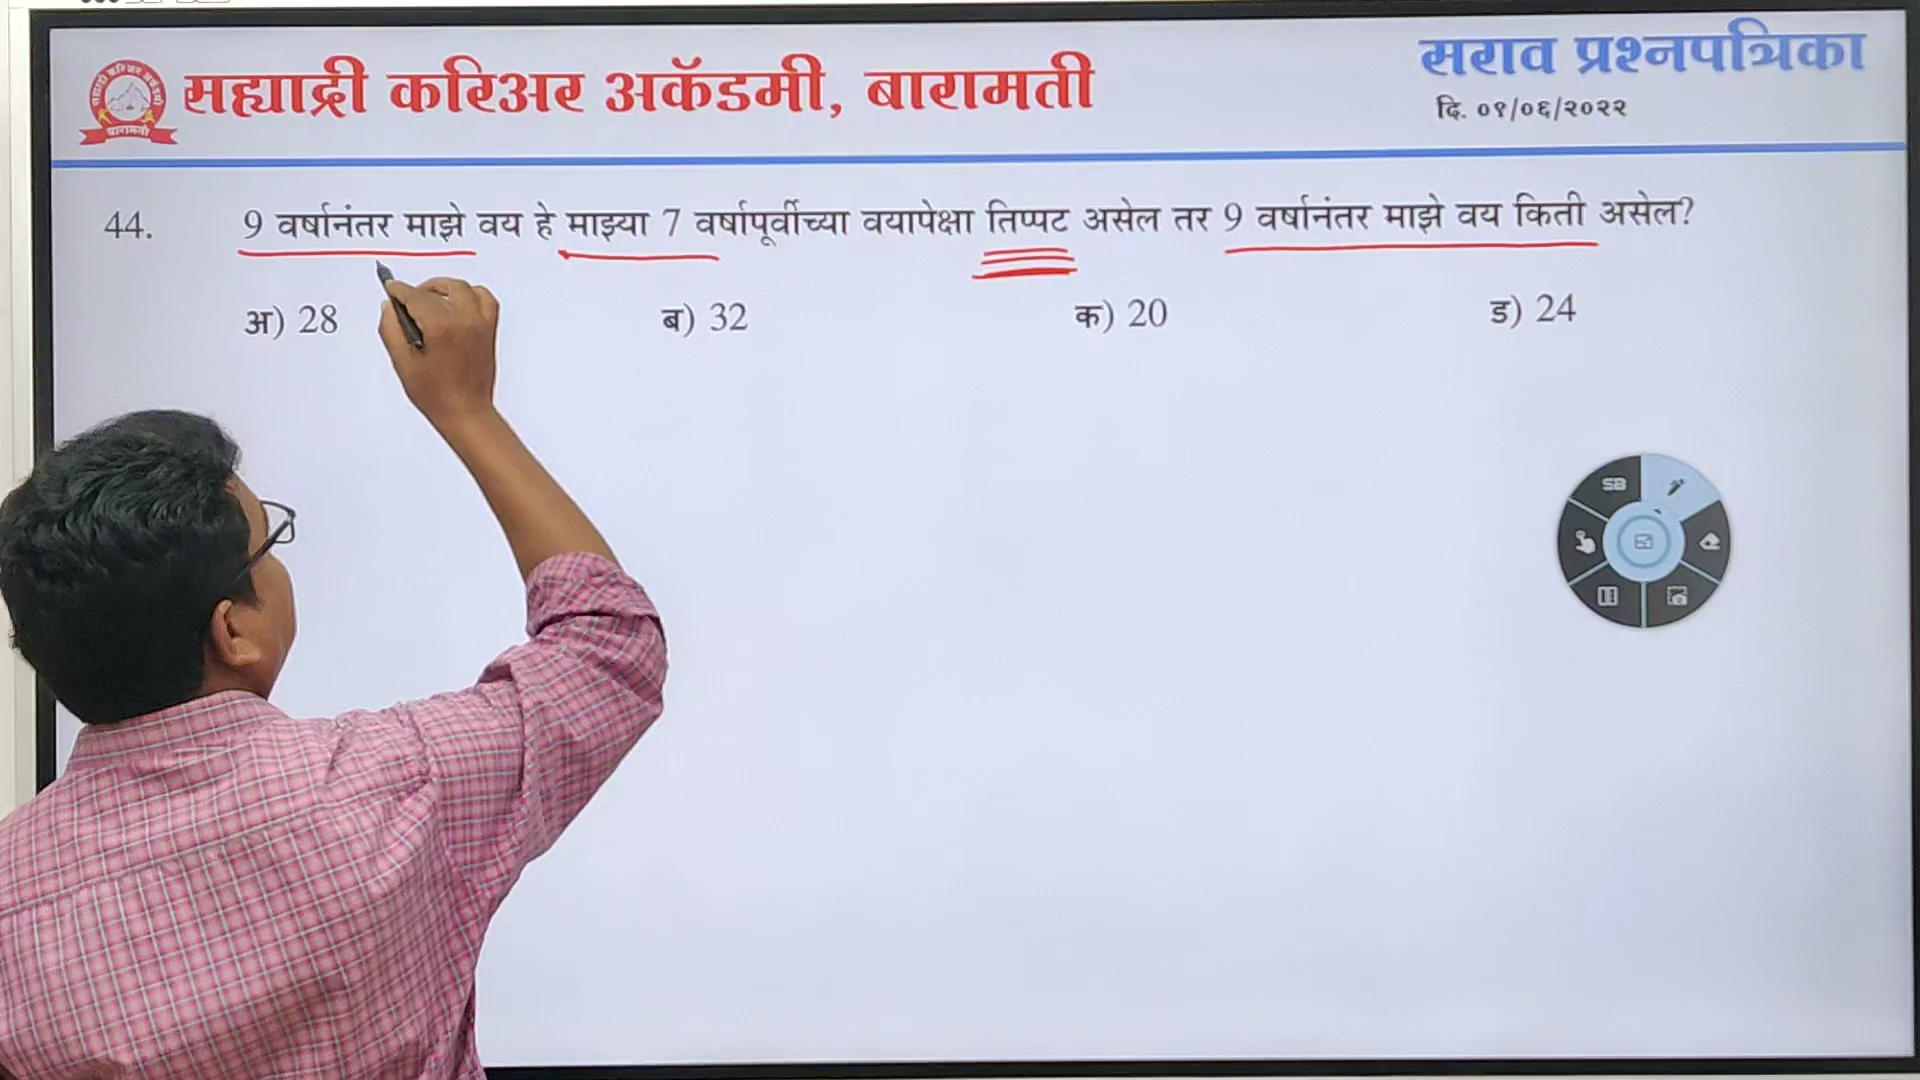 सह्याद्री करिअर अकॅडमी, बारामती
सराव प्रश्नपत्रिका
दि. ०९/०६/२०२२
44. 9 वर्षानंतर माझे वय हे माझ्या 7 वर्षापूर्वीच्या वयापेक्षा तिप्पट असेल तर 9 वर्षानंतर माझे वय किती असेल?
अ) 28 ब) 32 क) 20 ड) 24
SB